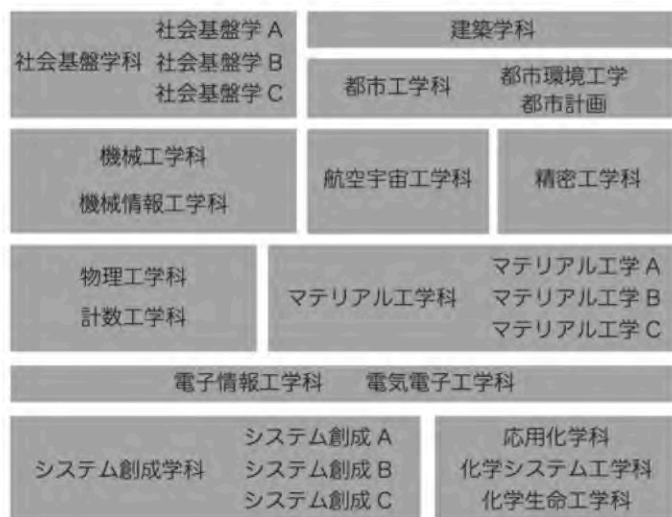 社会基盤学科
社会基盤学 A
社会基盤学 B
社会基盤学 C
建築学科
都市工学科
都市環境工学
都市計画
機械工学科
機械情報工学科
航空宇宙工学科
精密工学科
物理工学科
計数工学科
マテリアル工学科
マテリアル工学 A
マテリアル工学 B
マテリアル工学 C
電子情報工学科 電気電子工学科
システム創成学科
システム創成 A
システム創成 B
システム創成 C
応用化学科
化学システム工学科
化学生命工学科